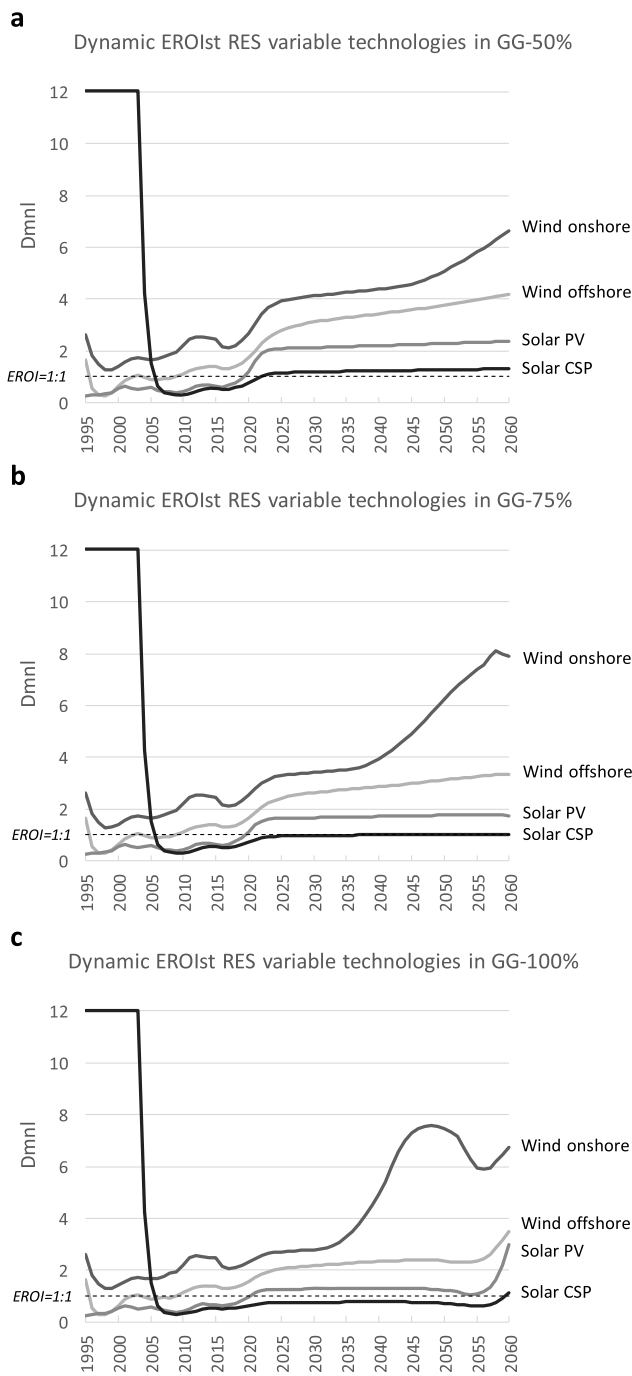 a
Dynamic EROIst RES variable technologies in GG-50%
12
10
8
6
4
2
0
Dmnl
EROI=1:1
Wind onshore
Wind offshore
Solar PV
Solar CSP
1995 2000 2005 2010 2015 2020 2025 2030 2035 2040 2045 2050 2055 2060
b
Dynamic EROIst RES variable technologies in GG-75%
12
10
8
6
4
2
0
Dmnl
EROI=1:1
Wind onshore
Wind offshore
Solar PV
Solar CSP
1995 2000 2005 2010 2015 2020 2025 2030 2035 2040 2045 2050 2055 2060
c
Dynamic EROIst RES variable technologies in GG-100%
12
10
8
6
4
2
0
Dmnl
EROI=1:1
Wind onshore
Wind offshore
Solar PV
Solar CSP
1995 2000 2005 2010 2015 2020 2025 2030 2035 2040 2045 2050 2055 2060